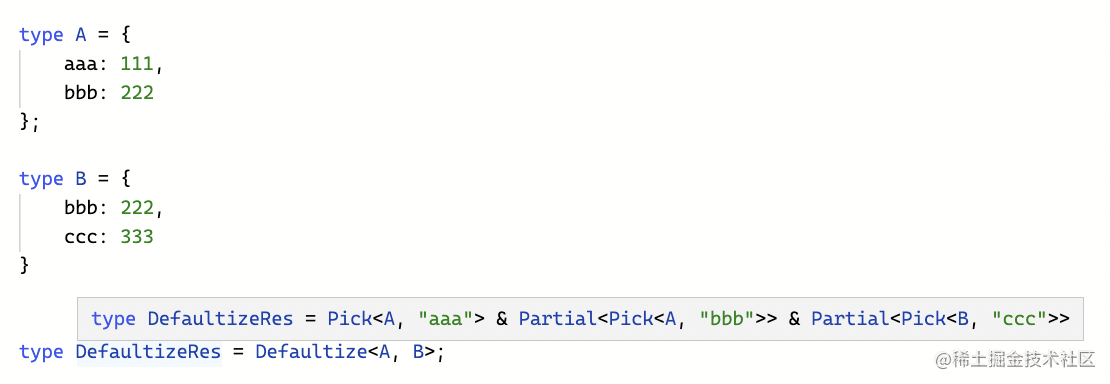 type A = {
    aaa: 111,
    bbb: 222
};
type B = {
    bbb: 222,
    ccc: 333
}
type DefaultizeRes = Pick<A, "aaa"> & Partial<Pick<A, "bbb">> & Partial<Pick<B, "ccc">>
type DefaultizeRes = Defaultize<A, B>;
@稀土掘金技术社区